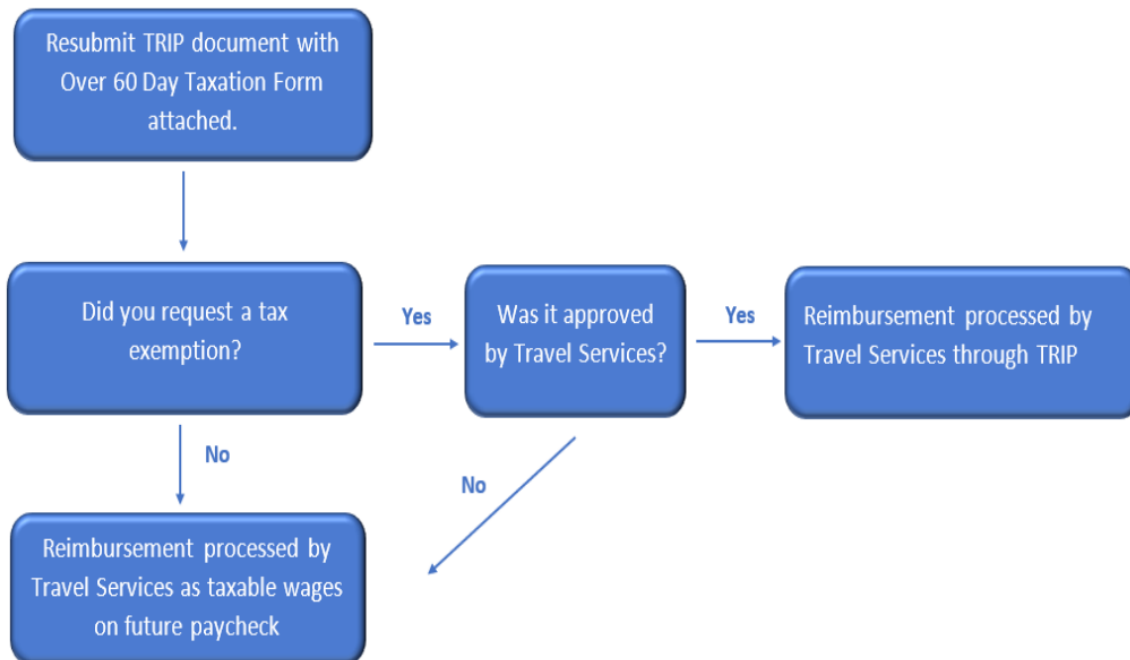 Resubmit TRIP document with
Over 60 Day Taxation Form
attached.
Did you request a tax
exemption?
Yes
Was it approved
by Travel Services?
Yes
Reimbursement processed by
Travel Services through TRIP
No
No
Reimbursement processed by
Travel Services as taxable wages
on future paycheck